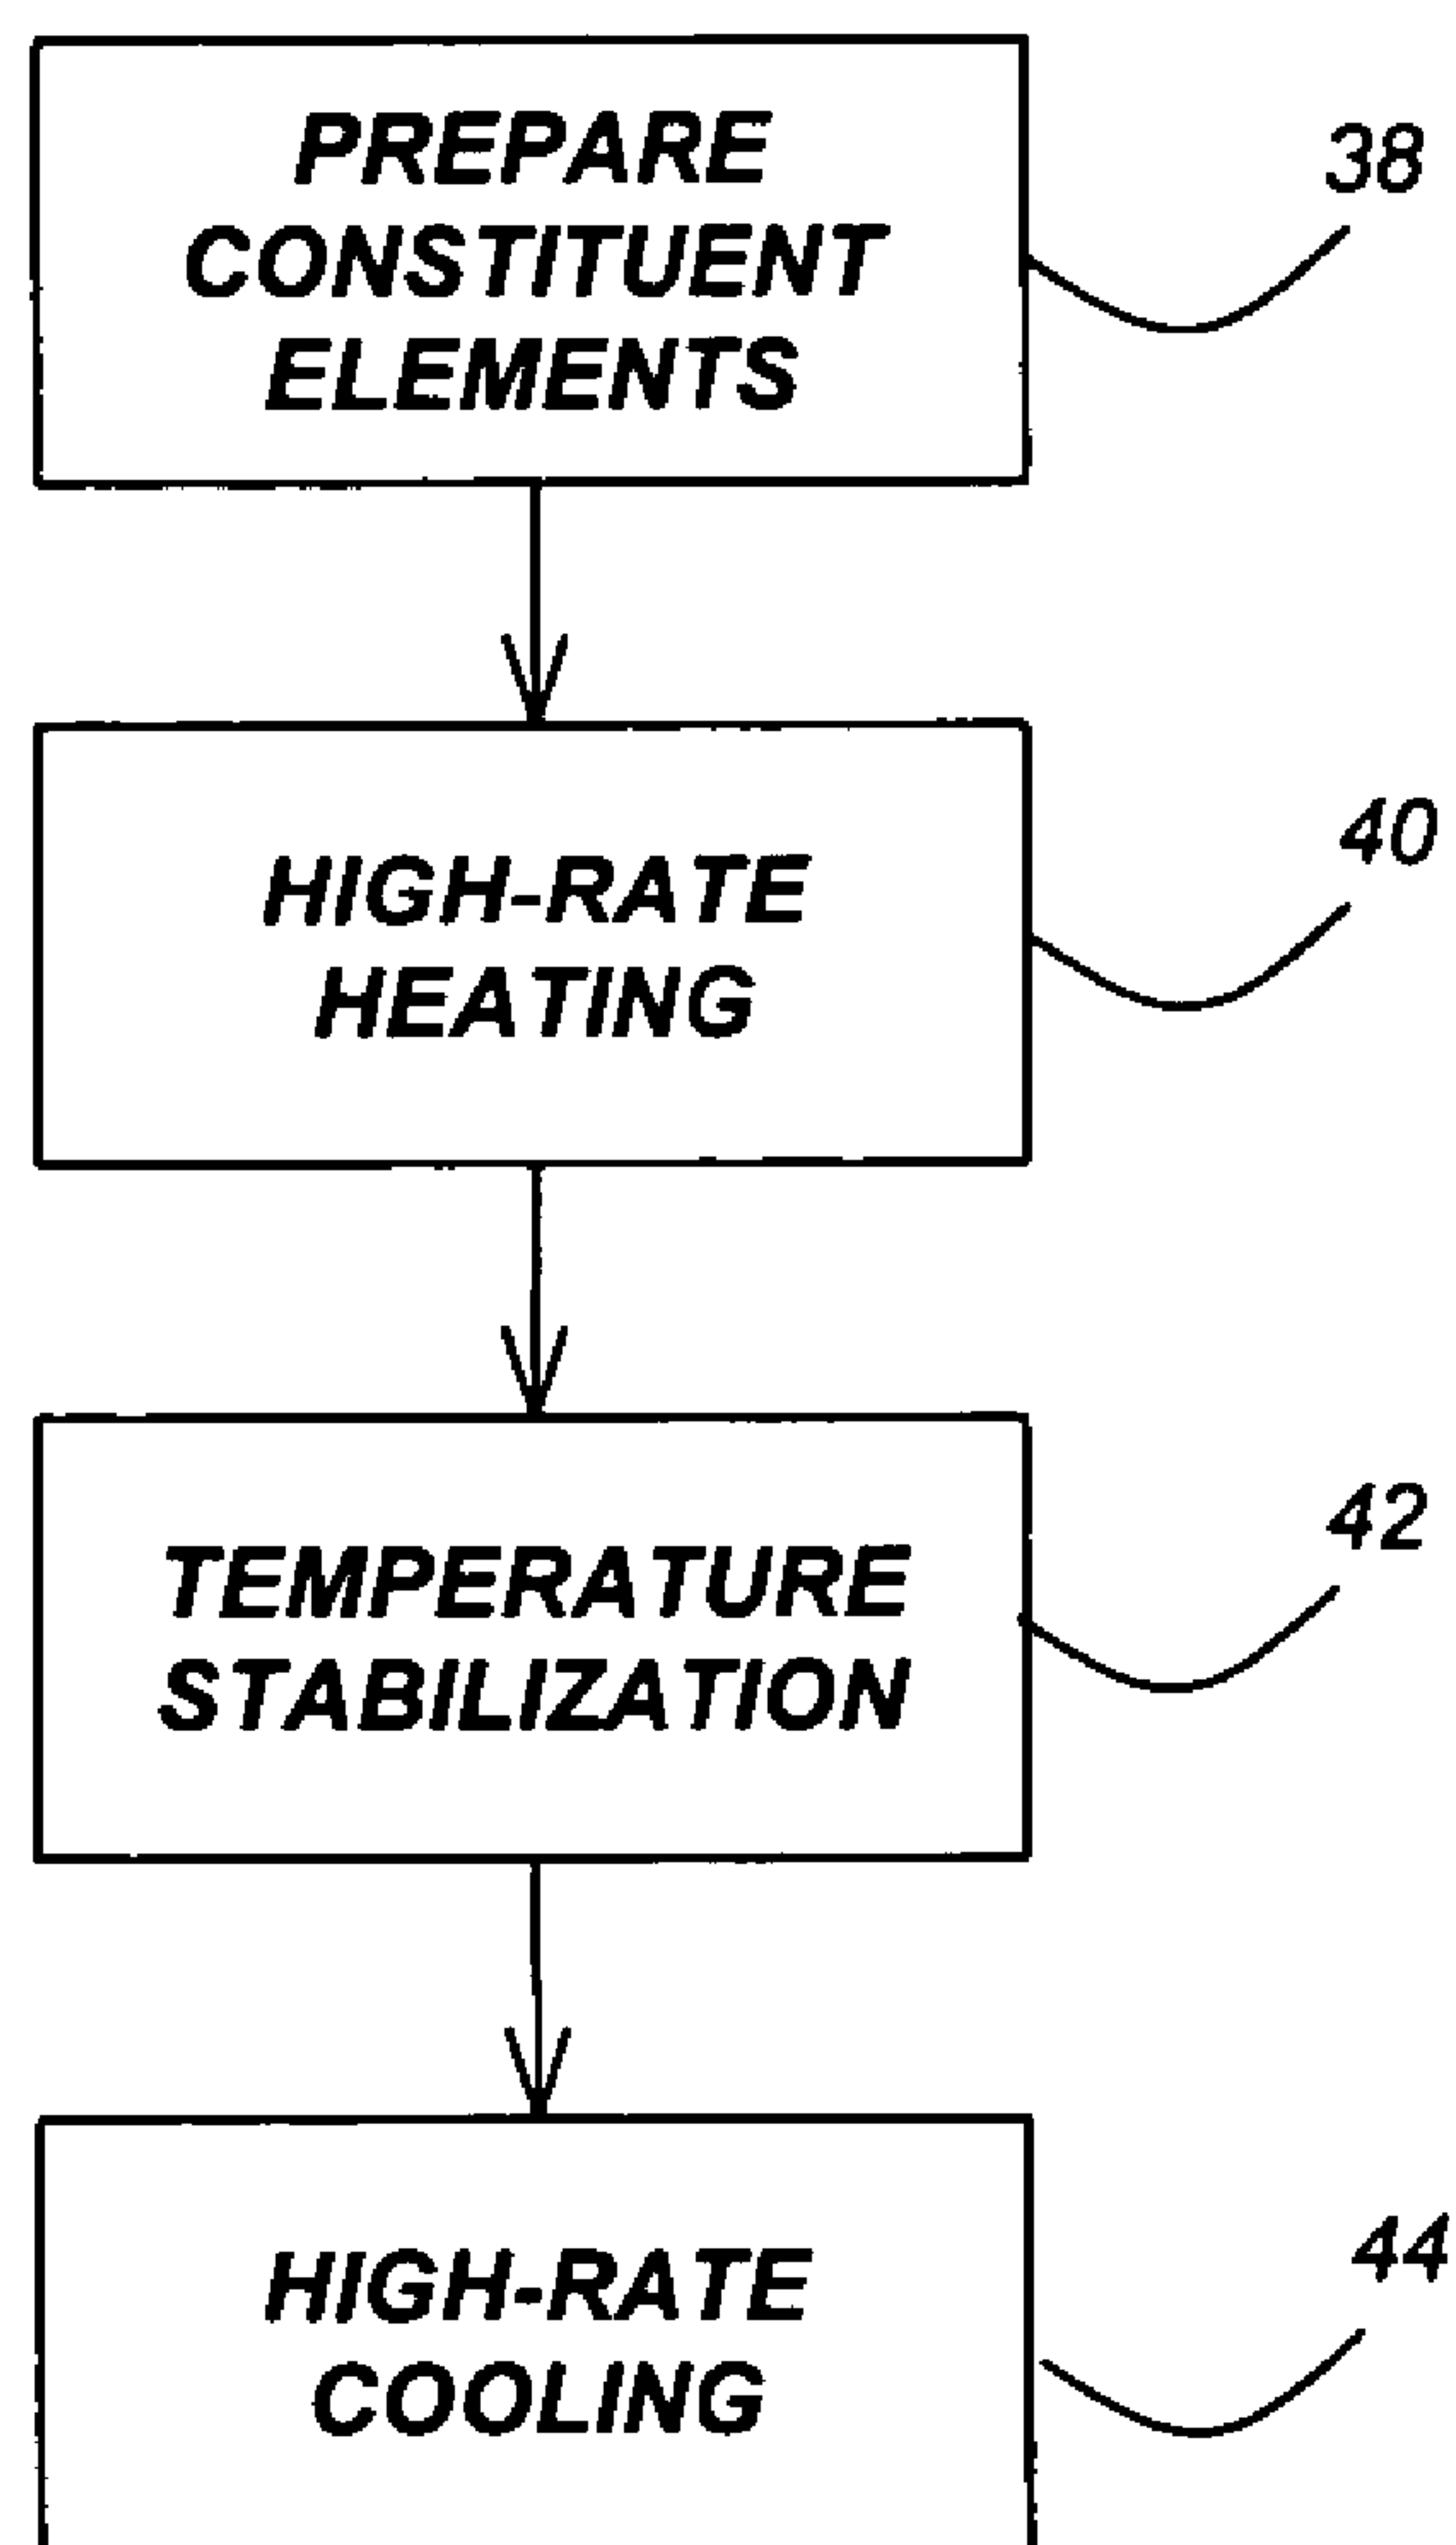 PREPARE
CONSTITUENT
ELEMENTS
38
HIGH-RATE
HEATING
40
TEMPERATURE
STABILIZATION
42
HIGH-RATE
COOLING
44